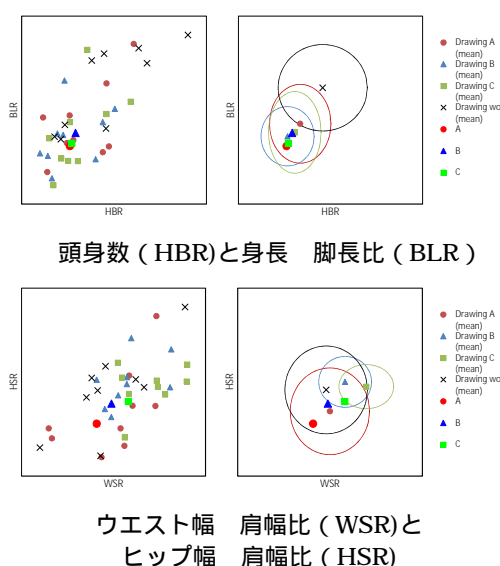 BLR
HBR
BLR
HBR
Drawing A
(mean)
Drawing B
(mean)
Drawing C
(mean)
Drawing wo
(mean)
A
B
C
頭身数 ( HBR)と身長　脚長比 ( BLR )
HSR
WSR
HSR
WSR
Drawing A
(mean)
Drawing B
(mean)
Drawing C
(mean)
Drawing wo
(mean)
A
B
C
ウエスト幅　肩幅比 ( WSR)と
ヒップ幅　肩幅比 ( HSR)